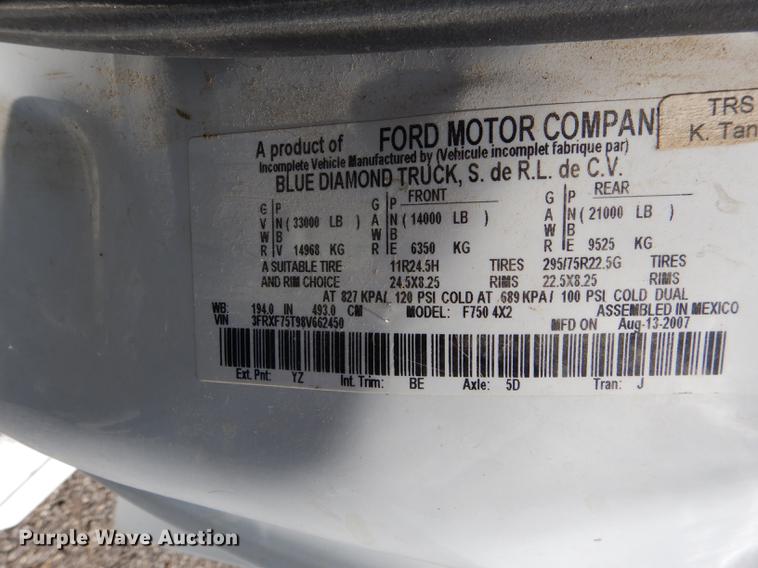 TRS
K. Tan
A product of FORD MOTOR COMPAN
Incomplete Vehicle Manufactured by (Vehicule incomplet fabrique par)
BLUE DIAMOND TRUCK, S. de R.L. de C.V.
G P G P FRONT G P REAR
V N (33000 LB) A N (14000 LB) A N (21000 LB)
W B W B W B
R V 14968 KG R E 6350 KG R E 9525 KG
A SUITABLE TIRE 11R24.5H TIRES 295/75R22.5G TIRES
AND RIM CHOICE 24.5X8.25 RIMS 22.5X8.25 RIMS
AT 827 KPA/ 120 PSI COLD AT 689 KPA/ 100 PSI COLD DUAL
WB: 194.0 IN 493.0 CM MODEL: F750 4X2 ASSEMBLED IN MEXICO
VIN 3FRXF75T98V662450 MFD ON Aug-13-2007
Ext. Pnt: YZ Int. Trim: BE Axle: 5D Tran: J
Purple Wave Auction